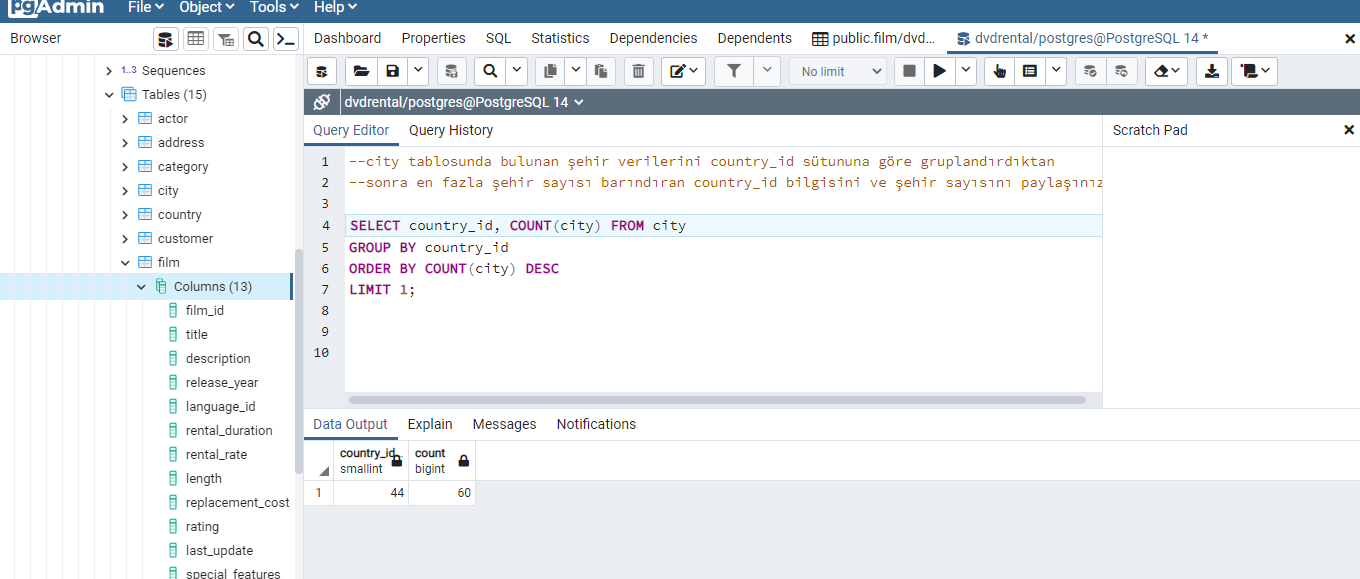 pgAdmin File Object Tools Help
Browser
Dashboard Properties SQL Statistics Dependencies Dependents public.film/dvd... dvdrental/postgres@PostgreSQL 14 *
1..3 Sequences
Tables (15)
actor
address
category
city
country
customer
film
Columns (13)
film_id
title
description
release_year
language_id
rental_duration
rental_rate
length
replacement_cost
rating
last_update
special_features
No limit
dvdrental/postgres@PostgreSQL 14
Query Editor Query History
Scratch Pad
1 --city tablosunda bulunan şehir verilerini country_id sütununa göre gruplandırdıktan
2 --sonra en fazla şehir sayısı barındıran country_id bilgisini ve şehir sayısını paylaşınız
3
4 SELECT country_id, COUNT(city) FROM city
5 GROUP BY country_id
6 ORDER BY COUNT(city) DESC
7 LIMIT 1;
8
9
10
Data Output Explain Messages Notifications
country_id count
smallint bigint
1 44 60